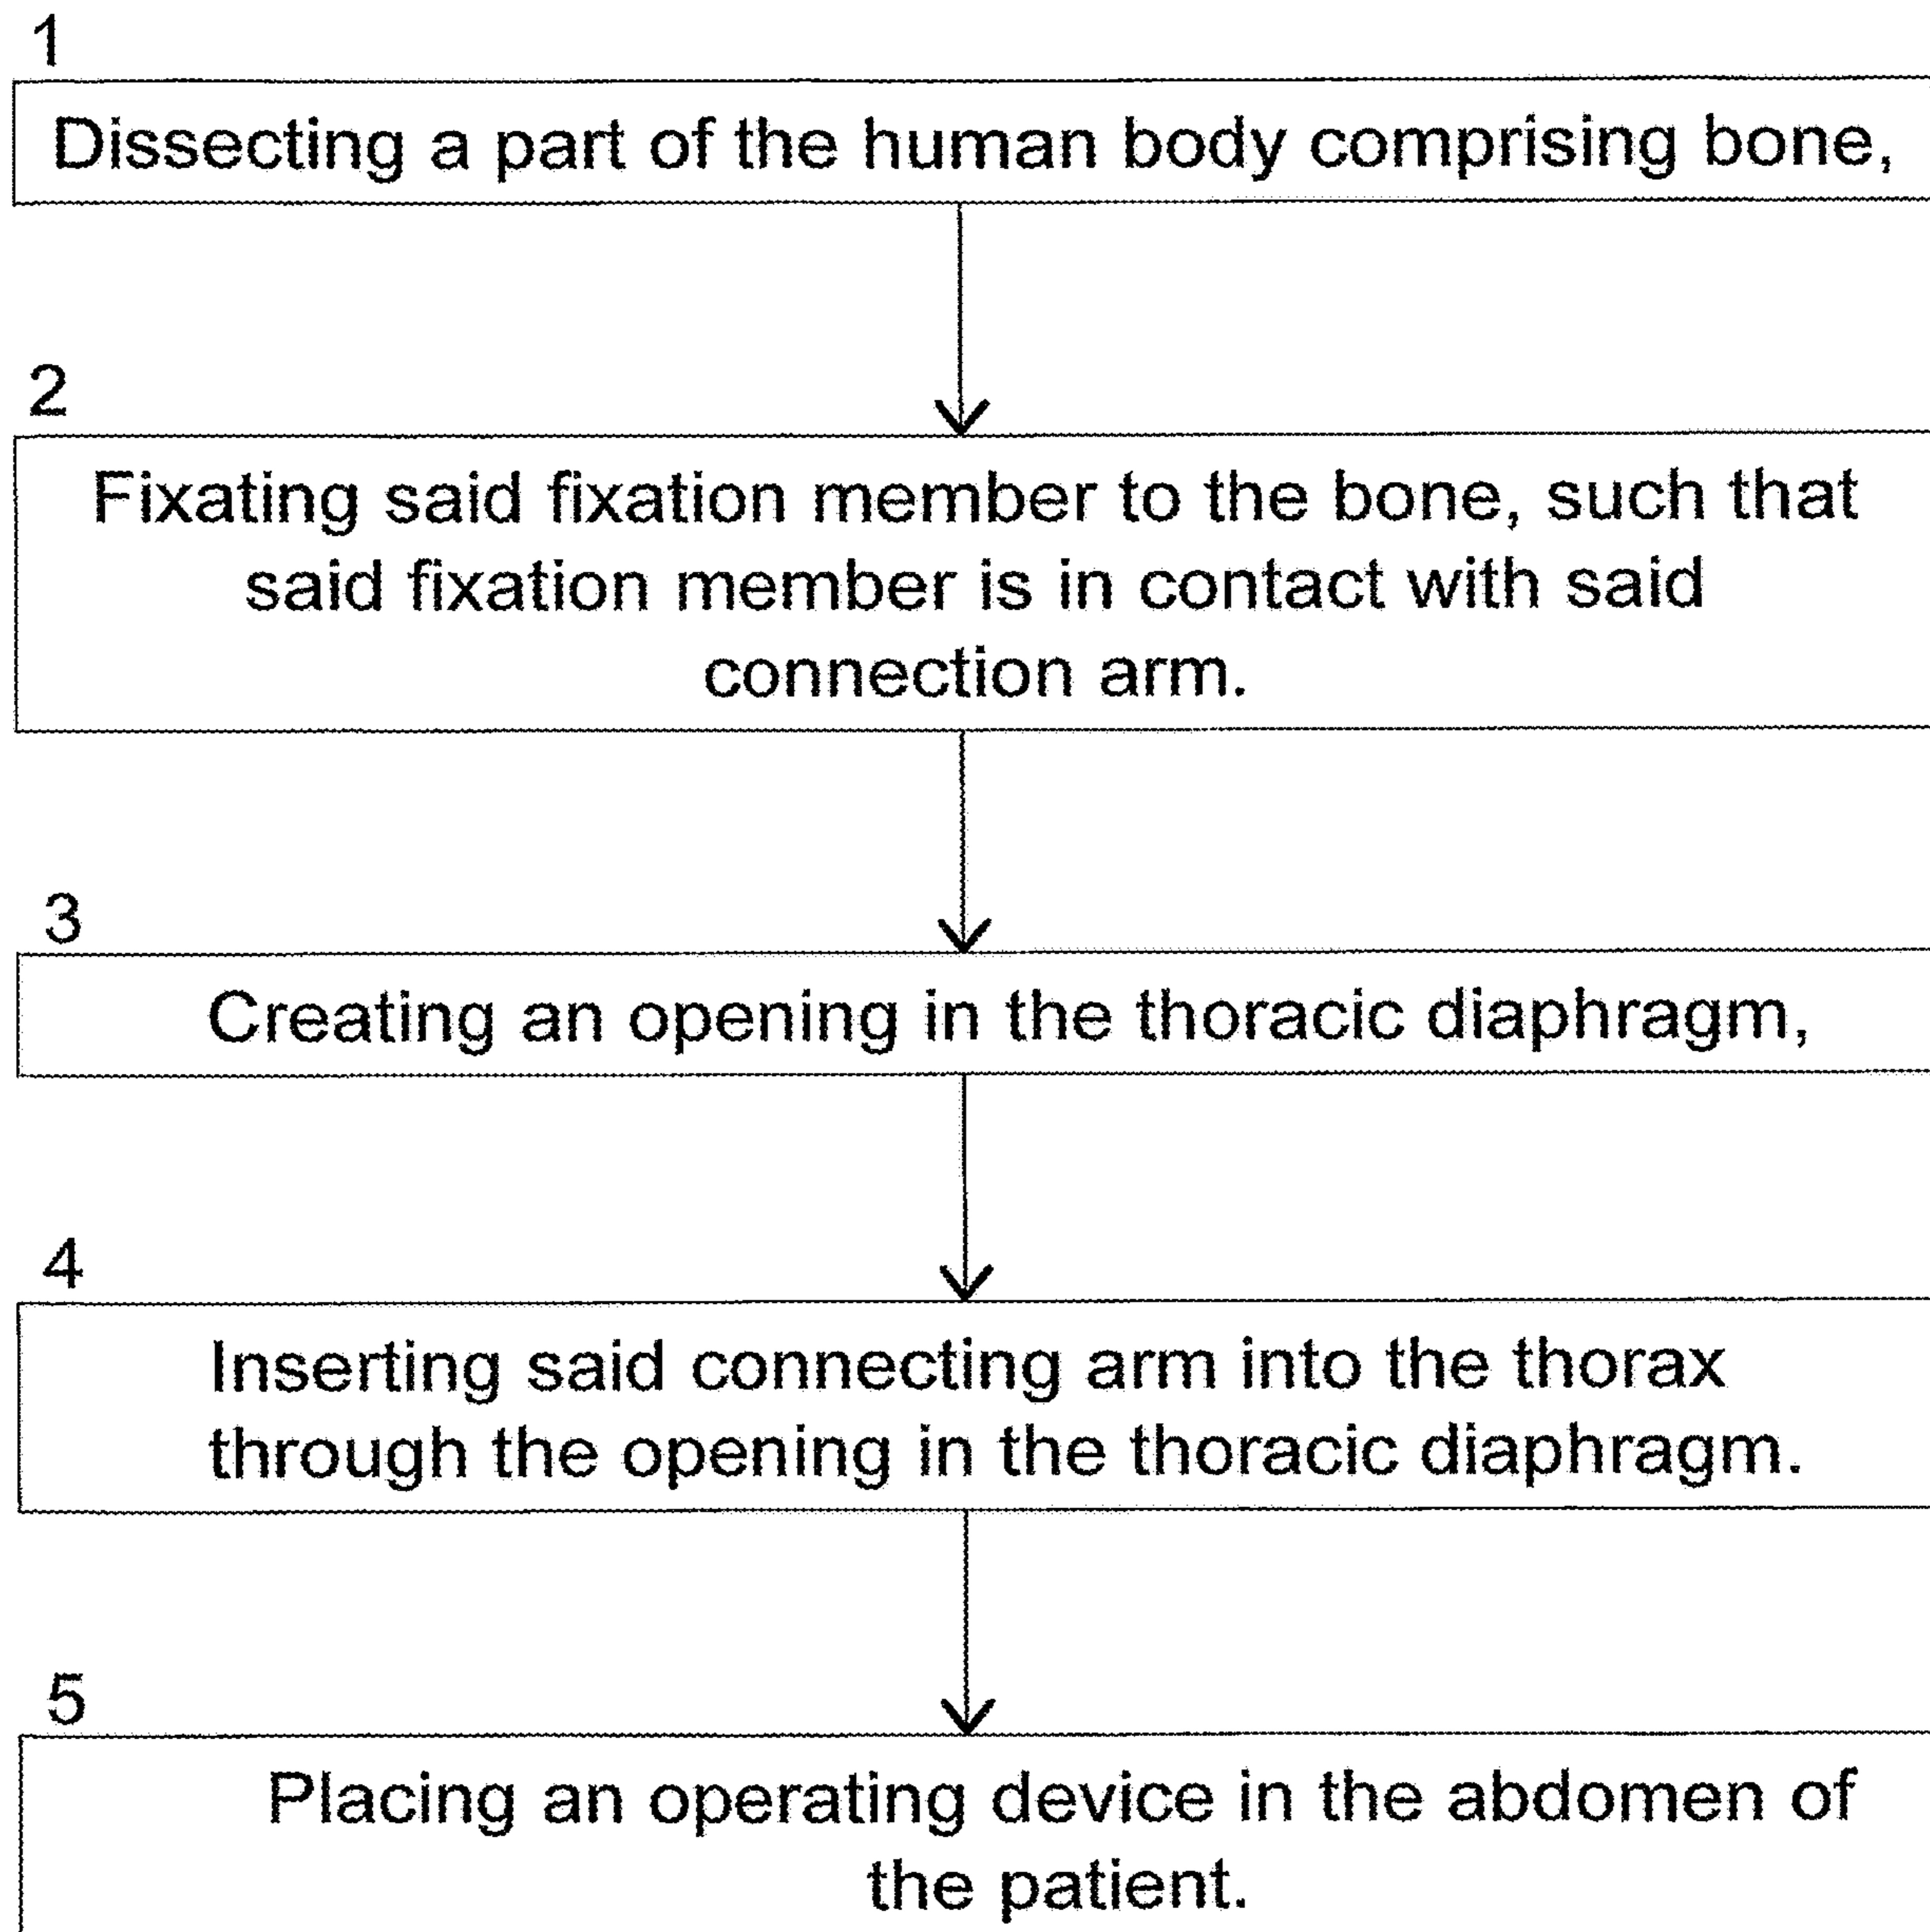 1
Dissecting a part of the human body comprising bone,
2
Fixating said fixation member to the bone, such that
said fixation member is in contact with said
connection arm.
3
Creating an opening in the thoracic diaphragm,
4
Inserting said connecting arm into the thorax
through the opening in the thoracic diaphragm.
5
Placing an operating device in the abdomen of
the patient.